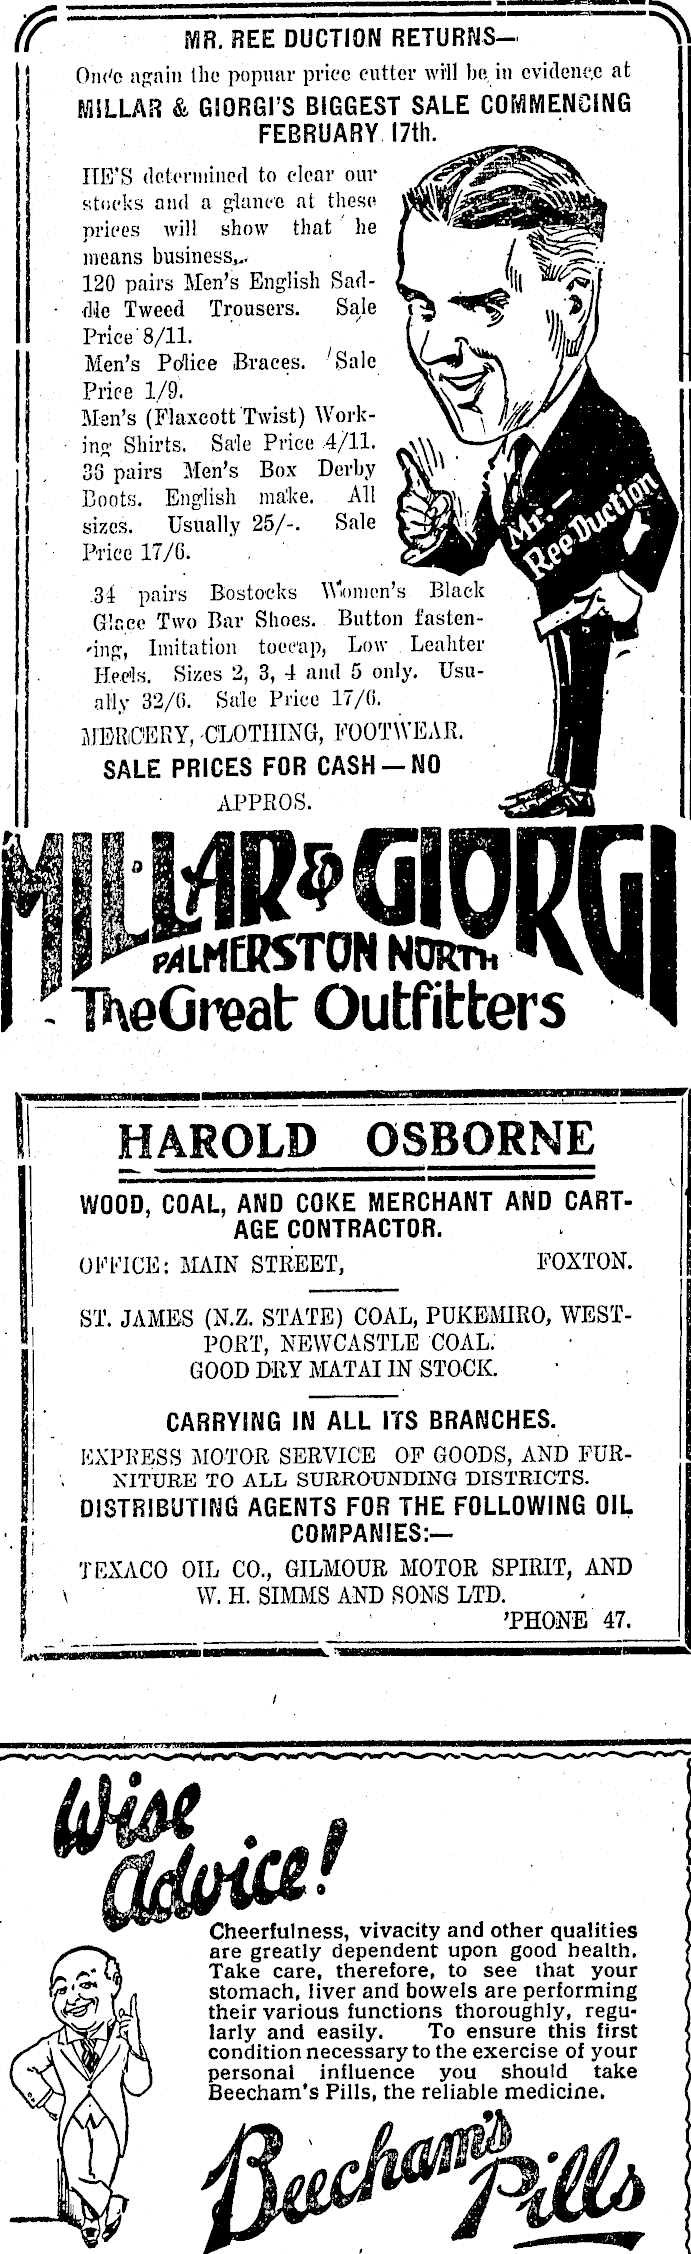 MR. REE DUCTION RETURNS—
Once again the popuar price cutter will be in evidence at
MILLAR & GIORGI'S BIGGEST SALE COMMENCING
FEBRUARY 17th.
HE'S determined to clear our
stocks and a glance at these
prices will show that he
means business.
120 pairs Men's English Sad-
dle Tweed Trousers. Sale
Price 8/11.
Men's Police Braces. Sale
Price 1/9.
Men's (Flaxcott Twist) Work-
ing Shirts. Sale Price 4/11.
36 pairs Men's Box Derby
Boots. English make. All
sizes. Usually 25/-. Sale
Price 17/6.
34 pairs Bostocks Women's Black
Glace Two Bar Shoes. Button fasten-
ing, Imitation toecap, Low Leahter
Heels. Sizes 2, 3, 4 and 5 only. Usu-
ally 32/6. Sale Price 17/6.
MERCERY, CLOTHING, FOOTWEAR.
SALE PRICES FOR CASH—NO
APPROS.
Mr.—
Ree Duction
MILLAR & GIORGI
PALMERSTON NORTH
The Great Outfitters
HAROLD OSBORNE
WOOD, COAL, AND COKE MERCHANT AND CART-
AGE CONTRACTOR.
OFFICE: MAIN STREET, FOXTON.
ST. JAMES (N.Z. STATE) COAL, PUKEMIRO, WEST-
PORT, NEWCASTLE COAL.
GOOD DRY MATAI IN STOCK.
CARRYING IN ALL ITS BRANCHES.
EXPRESS MOTOR SERVICE OF GOODS, AND FUR-
NITURE TO ALL SURROUNDING DISTRICTS.
DISTRIBUTING AGENTS FOR THE FOLLOWING OIL
COMPANIES:—
TEXACO OIL CO., GILMOUR MOTOR SPIRIT, AND
W. H. SIMMS AND SONS LTD.
'PHONE 47.
Wise
Advice!
Cheerfulness, vivacity and other qualities
are greatly dependent upon good health.
Take care, therefore, to see that your
stomach, liver and bowels are performing
their various functions thoroughly, regu-
larly and easily. To ensure this first
condition necessary to the exercise of your
personal influence you should take
Beecham's Pills, the reliable medicine.
Beecham's
Pills